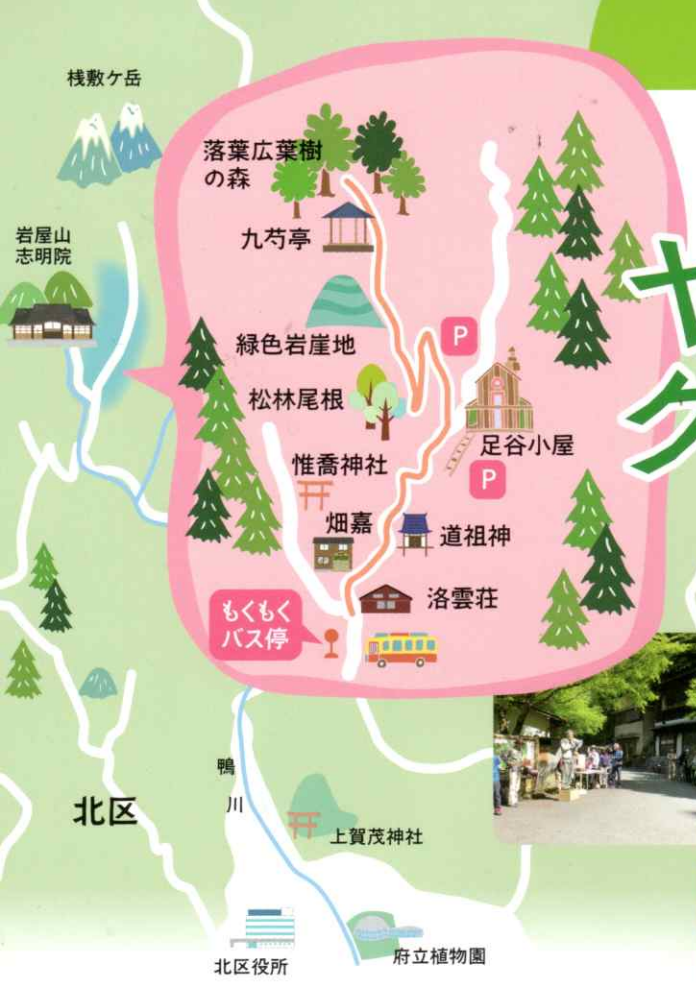 桟敷ケ岳
落葉広葉樹
の森
岩屋山
志明院
九芍亭
緑色岩崖地
P
松林尾根
足谷小屋
P
惟喬神社
畑嘉
道祖神
洛雲荘
もくもく
バス停
鴨川
北区
上賀茂神社
北区役所
府立植物園